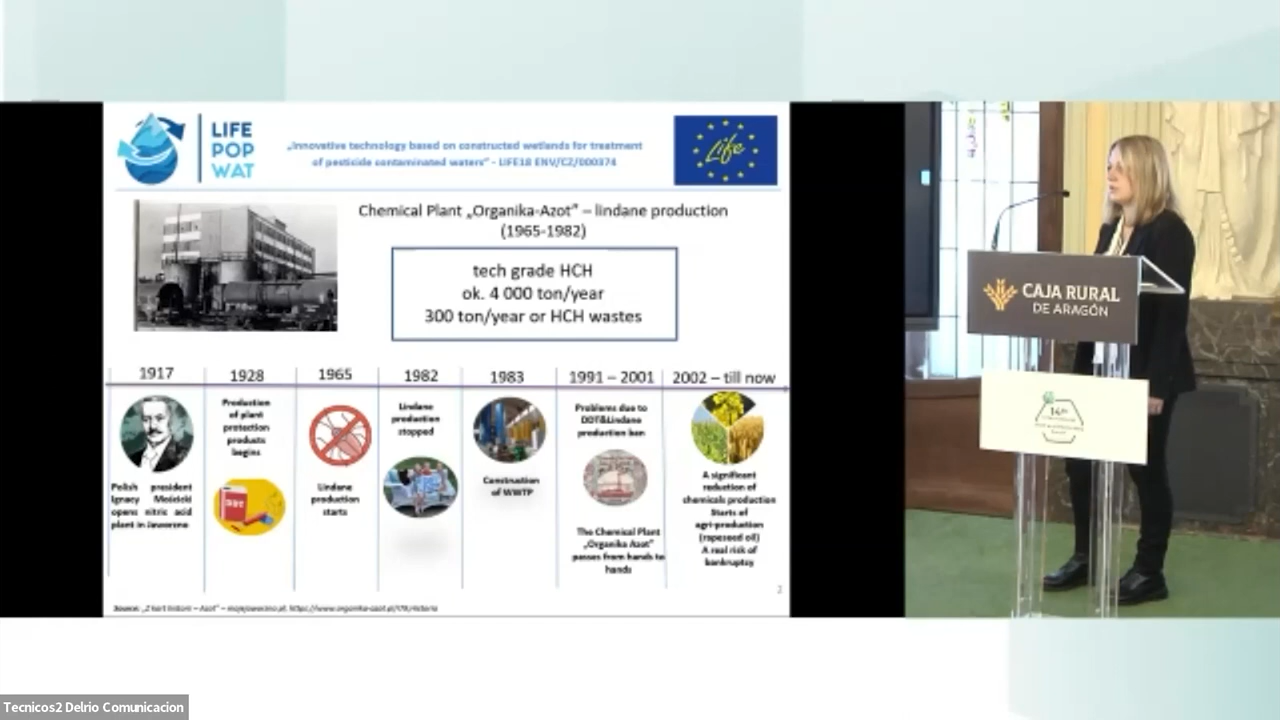 LIFE
POP
WAT
„Innovative technology based on constructed wetlands for treatment
of pesticide contaminated waters" - LIFE18 ENV/CZ/000374
Life
Chemical Plant „Organika-Azot" – lindane production
(1965-1982)
tech grade HCH
ok. 4 000 ton/year
300 ton/year or HCH wastes
1917
1928
1965
1982
1983
1991 – 2001
2002 – till now
Polish president
Ignacy Mościcki
opens nitric acid
plant in Jaworzno
Production
of plant
protection
products
begins
Lindane
production
starts
Lindane
production
stopped
Construction
of WWTP
Problems due to
DDT&Lindane
production ban
The Chemical Plant
„Organika Azot"
passes from hands to
hands
A significant
reduction of
chemicals production
Starts of
agri-production
(rapeseed oil)
A real risk of
bankruptcy
2
CAJA RURAL
DE ARAGÓN
Tecnicos2 Delrio Comunicacion